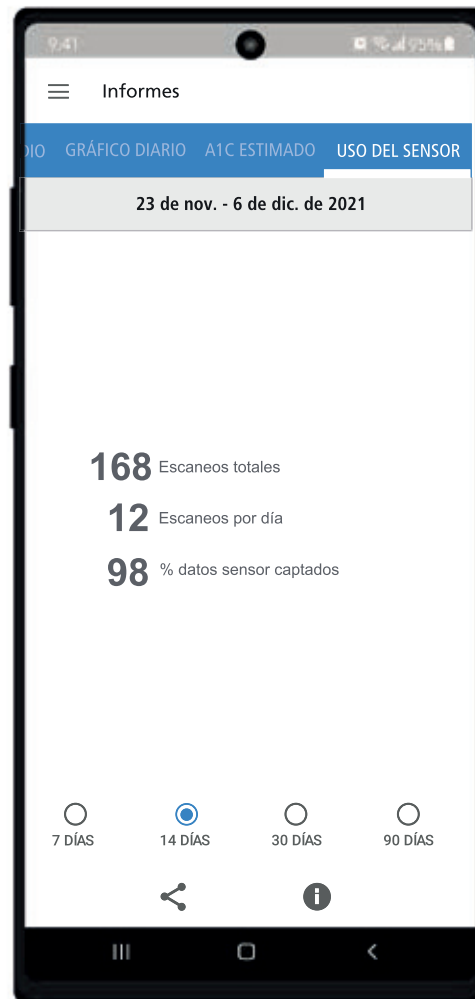 9:41 95%
Informes
DIO GRÁFICO DIARIO A1C ESTIMADO USO DEL SENSOR
23 de nov. - 6 de dic. de 2021
168 Escaneos totales
12 Escaneos por día
98 % datos sensor captados
7 DÍAS 14 DÍAS 30 DÍAS 90 DÍAS